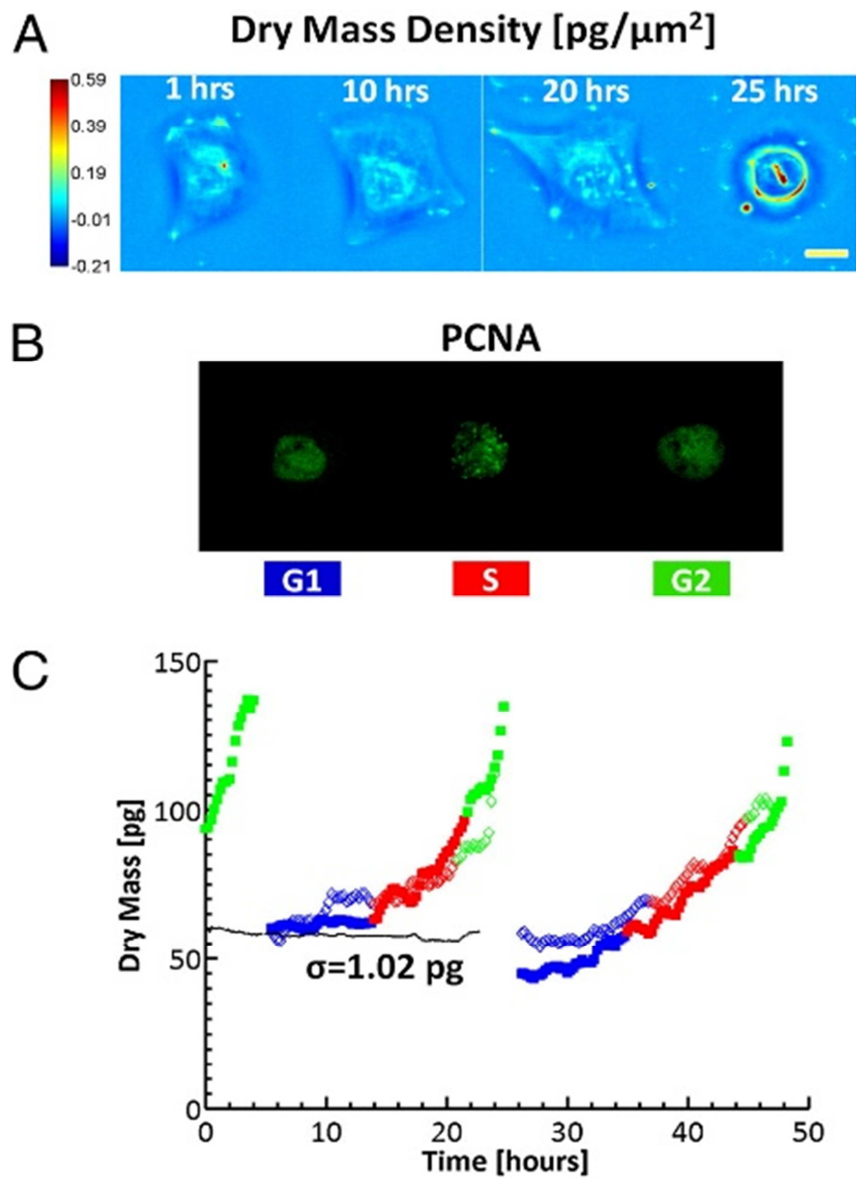 A
Dry Mass Density [pg/µm²]
0.59
0.39
0.19
-0.01
-0.21
1 hrs
10 hrs
20 hrs
25 hrs
B
PCNA
G1
S
G2
C
150
100
50
0
Dry Mass [pg]
σ=1.02 pg
0
10
20
30
40
50
Time [hours]